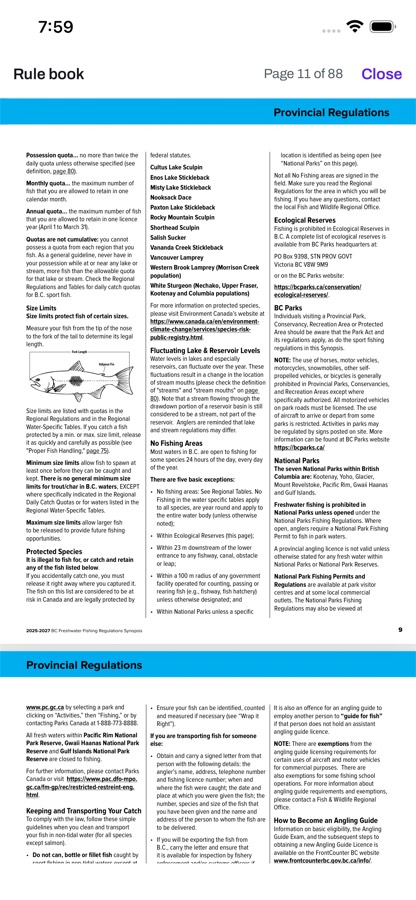 7:59
Rule book
Page 11 of 88
Close
Provincial Regulations
Possession quota... no more than twice the
daily quota unless otherwise specified (see
definition, page 80).
Monthly quota... the maximum number of
fish that you are allowed to retain in one
calendar month.
Annual quota... the maximum number of
fish that you are allowed to retain in one licence
year (April 1 to March 31).
Quotas are not cumulative: you cannot
possess a quota from each region that you
fish. As a general guideline, never have in
your possession while at or near any lake or
stream, more fish than the allowable quota
for that lake or stream. Check the Regional
Regulations and Tables for daily catch quotas
for B.C. sport fish.
Size Limits
Size limits protect fish of certain sizes.
Measure your fish from the tip of the nose
to the fork of the tail to determine its legal
length.
Fork Length
Adipose Fin
Size limits are listed with quotas in the
Regional Regulations and in the Regional
Water-Specific Tables. If you catch a fish
protected by a min. or max. size limit, release
it as quickly and carefully as possible (see
"Proper Fish Handling", page 75).
Minimum size limits allow fish to spawn at
least once before they can be caught and
kept. There is no general minimum size
limits for trout/char in B.C. waters, EXCEPT
where specifically indicated in the Regional
Daily Catch Quotas or for waters listed in the
Regional Water-Specific Tables.
Maximum size limits allow larger fish
to be released to provide future fishing
opportunities.
Protected Species
It is illegal to fish for, or catch and retain
any of the fish listed below.
If you accidentally catch one, you must
release it right away where you captured it.
The fish on this list are considered to be at
risk in Canada and are legally protected by
federal statutes.
Cultus Lake Sculpin
Enos Lake Stickleback
Misty Lake Stickleback
Nooksack Dace
Paxton Lake Stickleback
Rocky Mountain Sculpin
Shorthead Sculpin
Salish Sucker
Vananda Creek Stickleback
Vancouver Lamprey
Western Brook Lamprey (Morrison Creek
population)
White Sturgeon (Nechako, Upper Fraser,
Kootenay and Columbia populations)
For more information on protected species,
please visit Environment Canada's website at
https://www.canada.ca/en/environment-
climate-change/services/species-risk-
public-registry.html.
Fluctuating Lake & Reservoir Levels
Water levels in lakes and especially
reservoirs, can fluctuate over the year. These
fluctuations result in a change in the location
of stream mouths (please check the definition
of "streams" and "stream mouths" on page
80). Note that a stream flowing through the
drawdown portion of a reservoir basin is still
considered to be a stream, not part of the
reservoir. Anglers are reminded that lake
and stream regulations may differ.
No Fishing Areas
Most waters in B.C. are open to fishing for
some species 24 hours of the day, every day
of the year.
There are five basic exceptions:
• No fishing areas: See Regional Tables. No
Fishing in the water specific tables apply
to all species, are year round and apply to
the entire water body (unless otherwise
noted);
• Within Ecological Reserves (this page);
• Within 23 m downstream of the lower
entrance to any fishway, canal, obstacle
or leap;
• Within a 100 m radius of any government
facility operated for counting, passing or
rearing fish (e.g., fishway, fish hatchery)
unless otherwise designated; and
• Within National Parks unless a specific
location is identified as being open (see
"National Parks" on this page).
Not all No Fishing areas are signed in the
field. Make sure you read the Regional
Regulations for the area in which you will be
fishing. If you have any questions, contact
the local Fish and Wildlife Regional Office.
Ecological Reserves
Fishing is prohibited in Ecological Reserves in
B.C. A complete list of ecological reserves is
available from BC Parks headquarters at:
PO Box 9398, STN PROV GOVT
Victoria BC V8W 9M9
or on the BC Parks website:
https://bcparks.ca/conservation/
ecological-reserves/.
BC Parks
Individuals visiting a Provincial Park,
Conservancy, Recreation Area or Protected
Area should be aware that the Park Act and
its regulations apply, as do the sport fishing
regulations in this Synopsis.
NOTE: The use of horses, motor vehicles,
motorcycles, snowmobiles, other self-
propelled vehicles, or bicycles is generally
prohibited in Provincial Parks, Conservancies,
and Recreation Areas except where
specifically authorized. All motorized vehicles
on park roads must be licensed. The use
of aircraft to arrive or depart from some
parks is restricted. Activities in parks may
be regulated by signs posted on site. More
information can be found at BC Parks website
https://bcparks.ca/
National Parks
The seven National Parks within British
Columbia are: Kootenay, Yoho, Glacier,
Mount Revelstoke, Pacific Rim, Gwaii Haanas
and Gulf Islands.
Freshwater fishing is prohibited in
National Parks unless opened under the
National Parks Fishing Regulations. Where
open, anglers require a National Park Fishing
Permit to fish in park waters.
A provincial angling licence is not valid unless
otherwise stated for any fresh water within
National Parks or National Park Reserves.
National Park Fishing Permits and
Regulations are available at park visitor
centres and at some local commercial
outlets. The National Parks Fishing
Regulations may also be viewed at
2025-2027 BC Freshwater Fishing Regulations Synopsis
9
Provincial Regulations
www.pc.gc.ca by selecting a park and
clicking on "Activities," then "Fishing," or by
contacting Parks Canada at 1-888-773-8888.
All fresh waters within Pacific Rim National
Park Reserve, Gwaii Haanas National Park
Reserve and Gulf Islands National Park
Reserve are closed to fishing.
For further information, please contact Parks
Canada or visit https://www.pac.dfo-mpo.
gc.ca/fm-gp/rec/restricted-restreint-eng.
html.
Keeping and Transporting Your Catch
To comply with the law, follow these simple
guidelines when you clean and transport
your fish in non-tidal water (for all species
except salmon).
• Do not can, bottle or fillet fish caught by
sport fishing in non-tidal waters, except at
• Ensure your fish can be identified, counted
and measured if necessary (see "Wrap it
Right").
If you are transporting fish for someone
else:
• Obtain and carry a signed letter from that
person with the following details: the
angler's name, address, telephone number
and fishing licence number; when and
where the fish were caught; the date and
place at which you were given the fish; the
number, species and size of the fish that
you have been given and the name and
address of the person to whom the fish are
to be delivered.
• If you will be exporting the fish from
B.C., carry the letter and ensure that
it is available for inspection by fishery
It is also an offence for an angling guide to
employ another person to "guide for fish"
if that person does not hold an assistant
angling guide licence.
NOTE: There are exemptions from the
angling guide licensing requirements for
certain uses of aircraft and motor vehicles
for commercial purposes. There are
also exemptions for some fishing school
operations. For more information about
angling guide requirements and exemptions,
please contact a Fish & Wildlife Regional
Office.
How to Become an Angling Guide
Information on basic eligibility, the Angling
Guide Exam, and the subsequent steps to
obtaining a new Angling Guide Licence is
available on the FrontCounter BC website
www.frontcounterbc.gov.bc.ca/info/.